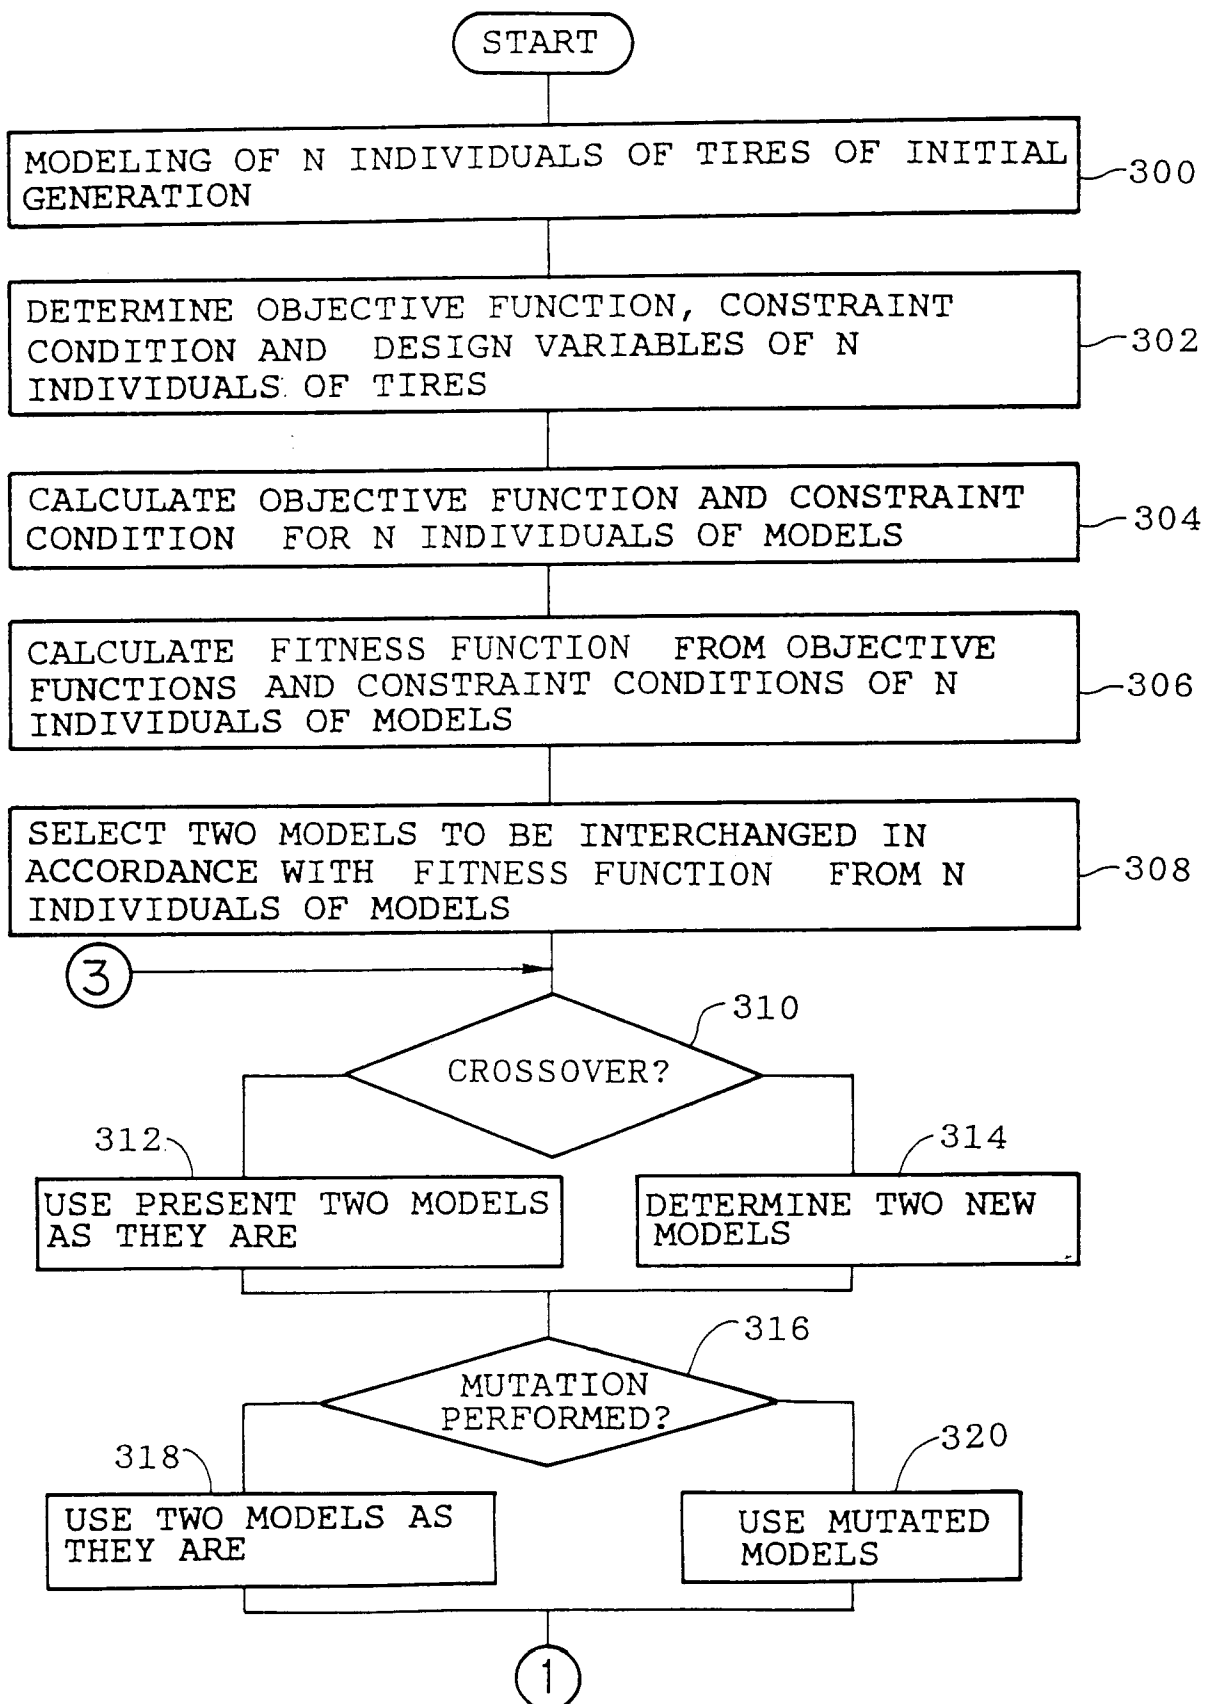 START
MODELING OF N INDIVIDUALS OF TIRES OF INITIAL
GENERATION
300
DETERMINE OBJECTIVE FUNCTION, CONSTRAINT
CONDITION AND DESIGN VARIABLES OF N
INDIVIDUALS OF TIRES
302
CALCULATE OBJECTIVE FUNCTION AND CONSTRAINT
CONDITION FOR N INDIVIDUALS OF MODELS
304
CALCULATE FITNESS FUNCTION FROM OBJECTIVE
FUNCTIONS AND CONSTRAINT CONDITIONS OF N
INDIVIDUALS OF MODELS
306
SELECT TWO MODELS TO BE INTERCHANGED IN
ACCORDANCE WITH FITNESS FUNCTION FROM N
INDIVIDUALS OF MODELS
308
3
310
CROSSOVER?
312
314
USE PRESENT TWO MODELS
AS THEY ARE
DETERMINE TWO NEW
MODELS
316
MUTATION
PERFORMED?
318
320
USE TWO MODELS AS
THEY ARE
USE MUTATED
MODELS
1